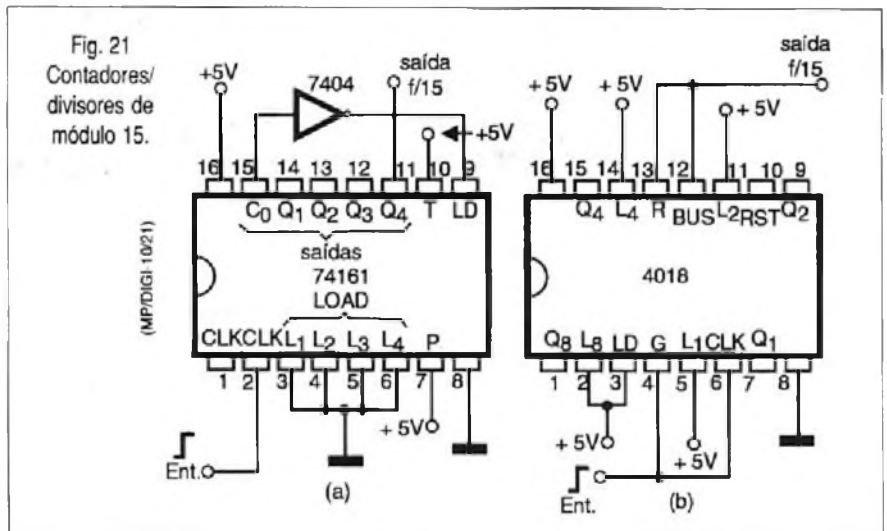 Fig. 21
Contadores/
divisores de
módulo 15.
(MP/DIGI-10/21)
+5V
7404
saída
f/15
+5V
16 15 14 13 12 11 10 9
C0 Q1 Q2 Q3 Q4 T LD
saídas
74161
LOAD
CLK CLK L1 L2 L3 L4 P
1 2 3 4 5 6 7 8
+ 5V
Ent.
(a)
saída
f/15
+5V
+5V
+ 5V
16 15 14 13 12 11 10 9
Q4 L4 R BUS L2 RST Q2
4018
Q8 L8 LD G L1 CLK Q1
1 2 3 4 5 6 7 8
+ 5V
+ 5V
Ent.
(b)